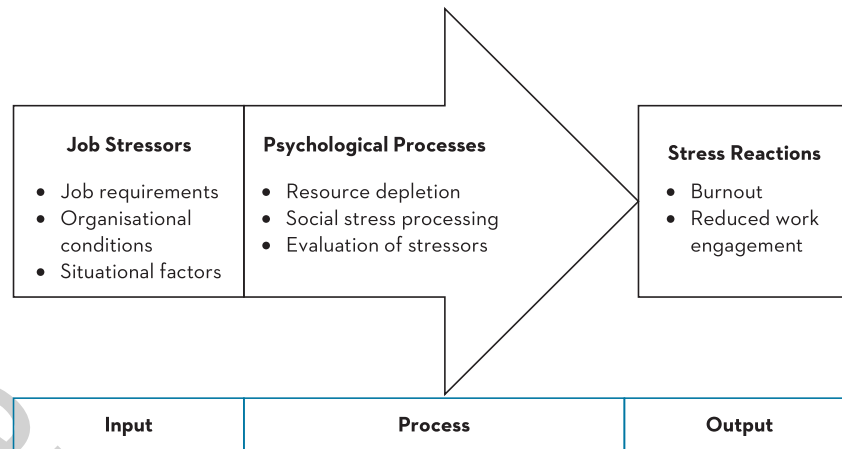 Job Stressors
• Job requirements
• Organisational
conditions
• Situational factors
Psychological Processes
• Resource depletion
• Social stress processing
• Evaluation of stressors
Stress Reactions
• Burnout
• Reduced work
engagement
Input
Process
Output